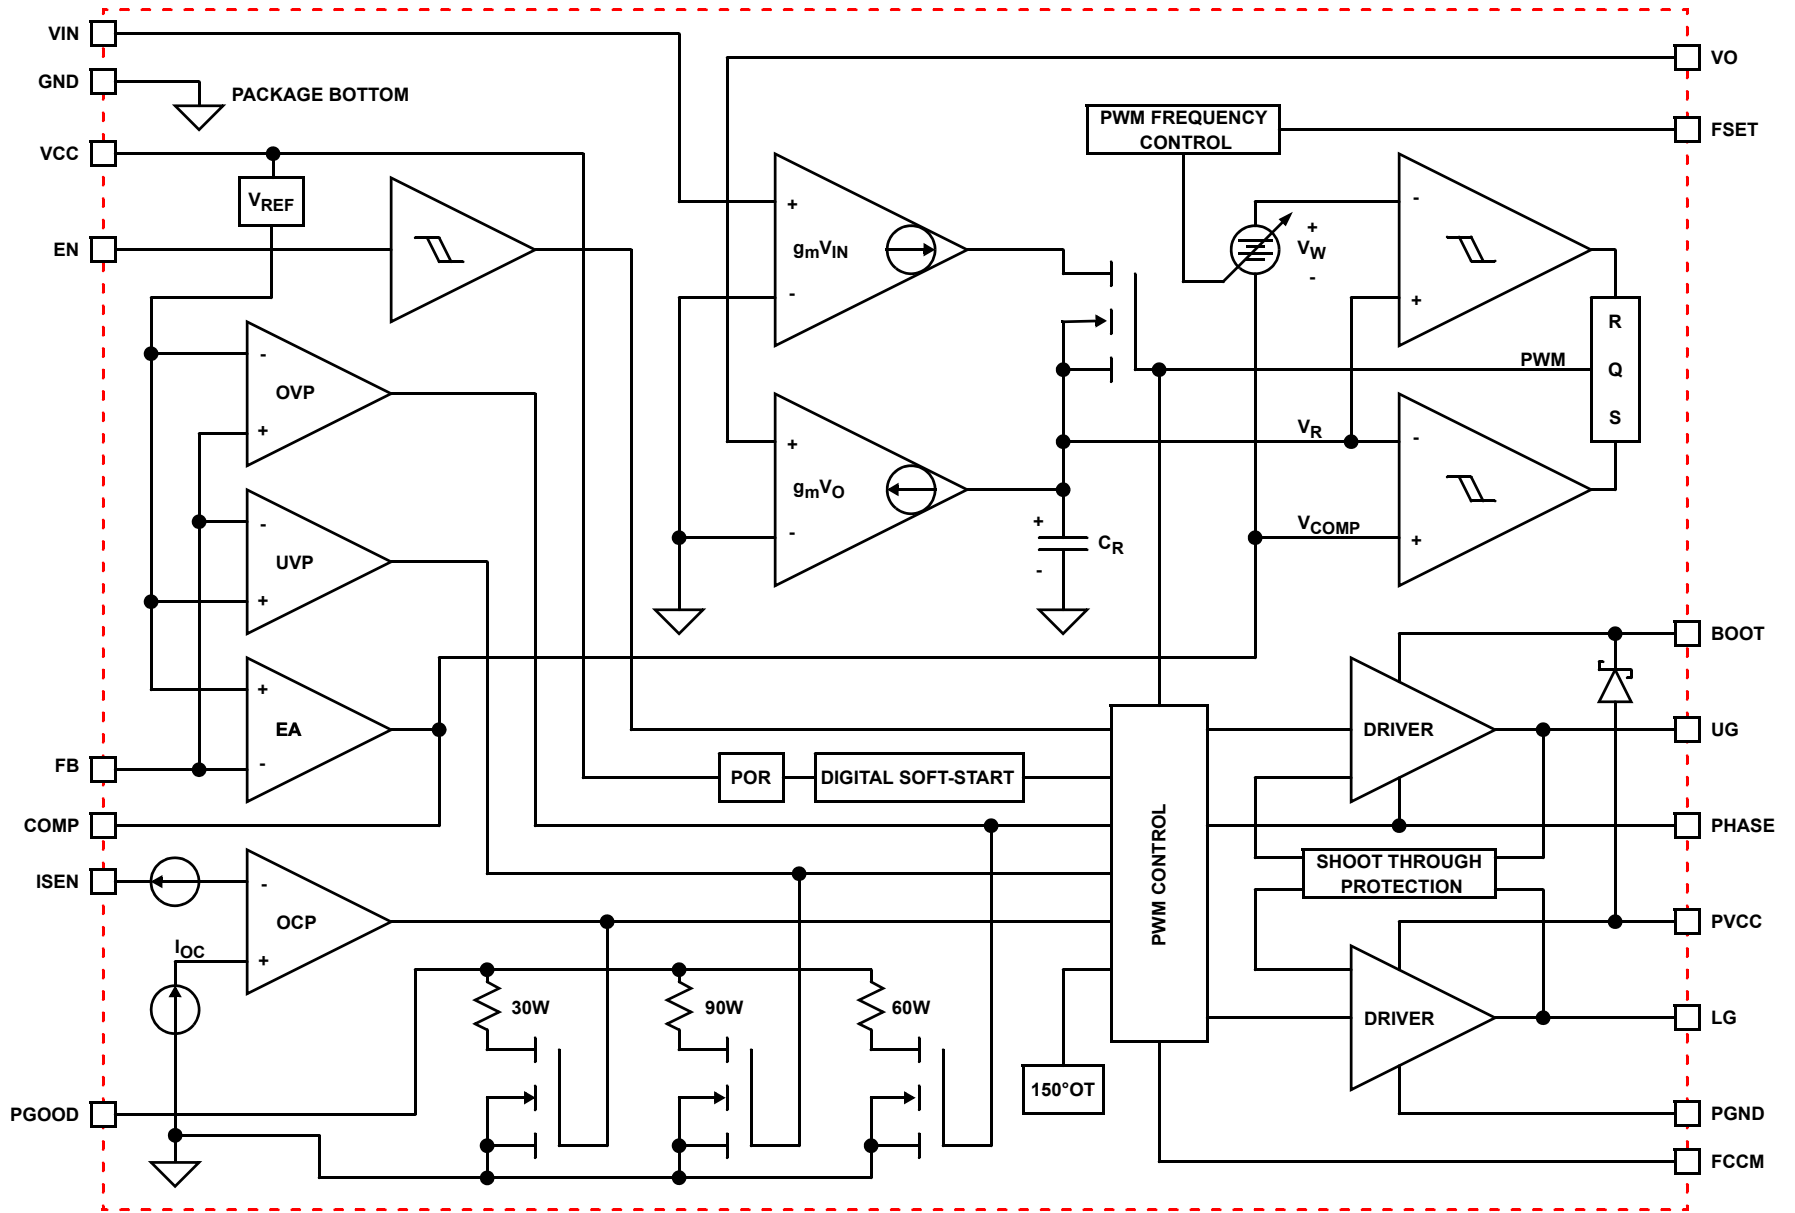 VIN
VO
GND
PACKAGE BOTTOM
PWM FREQUENCY
CONTROL
FSET
VCC
VREF
EN
+
gmVIN
-
+
VW
-
-
+
R
Q
S
PWM
-
OVP
+
+
gmVO
-
VR
VCOMP
-
+
+
CR
-
-
UVP
+
BOOT
+
EA
-
FB
POR
DIGITAL SOFT-START
DRIVER
UG
COMP
PHASE
ISEN
-
OCP
+
IOC
PWM CONTROL
SHOOT THROUGH
PROTECTION
PVCC
30W
90W
60W
DRIVER
LG
150°OT
PGOOD
PGND
FCCM